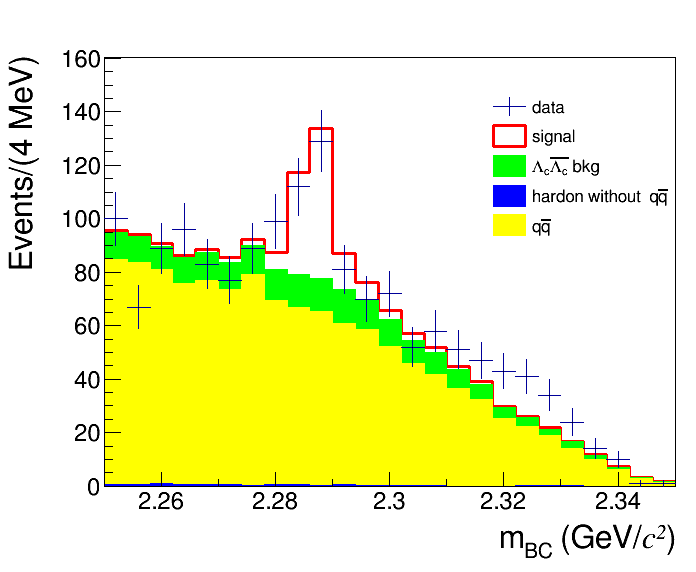 Events/(4 MeV)
160
140
120
100
80
60
40
20
0
data
signal
Λc Λ̅c bkg
hardon without qq̅
qq̅
2.26 2.28 2.3 2.32 2.34
mBC (GeV/c²)